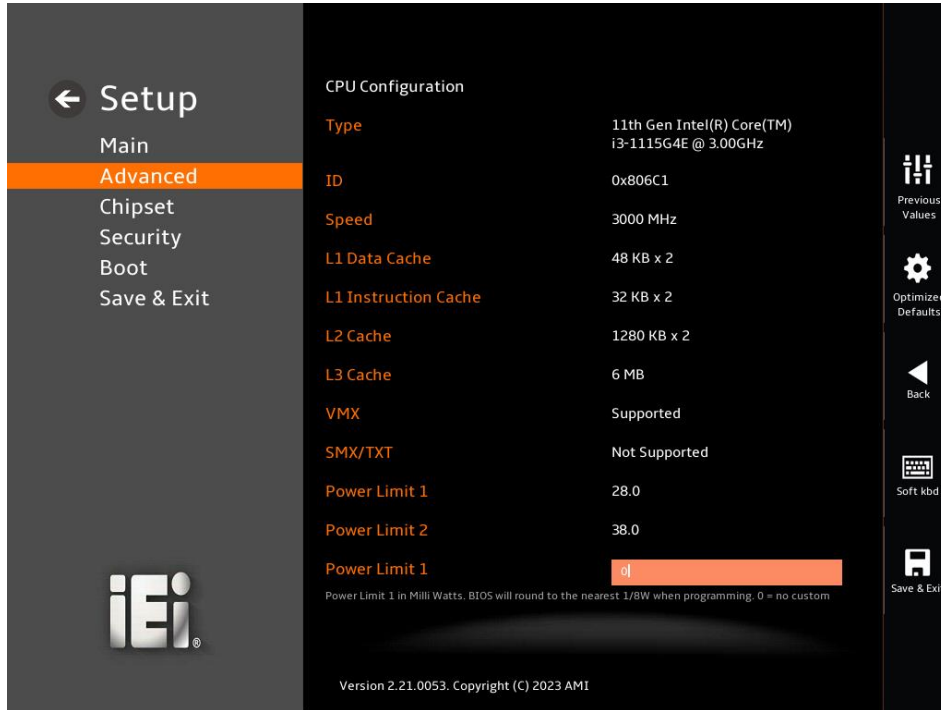 Setup
Main
Advanced
Chipset
Security
Boot
Save & Exit
iEi®
CPU Configuration
Type 11th Gen Intel(R) Core(TM)
i3-1115G4E @ 3.00GHz
ID 0x806C1
Speed 3000 MHz
L1 Data Cache 48 KB x 2
L1 Instruction Cache 32 KB x 2
L2 Cache 1280 KB x 2
L3 Cache 6 MB
VMX Supported
SMX/TXT Not Supported
Power Limit 1 28.0
Power Limit 2 38.0
Power Limit 1 0
Power Limit 1 in Milli Watts. BIOS will round to the nearest 1/8W when programming. 0 = no custom
Version 2.21.0053. Copyright (C) 2023 AMI
Previous
Values
Optimized
Defaults
Back
Soft kbd
Save & Exi